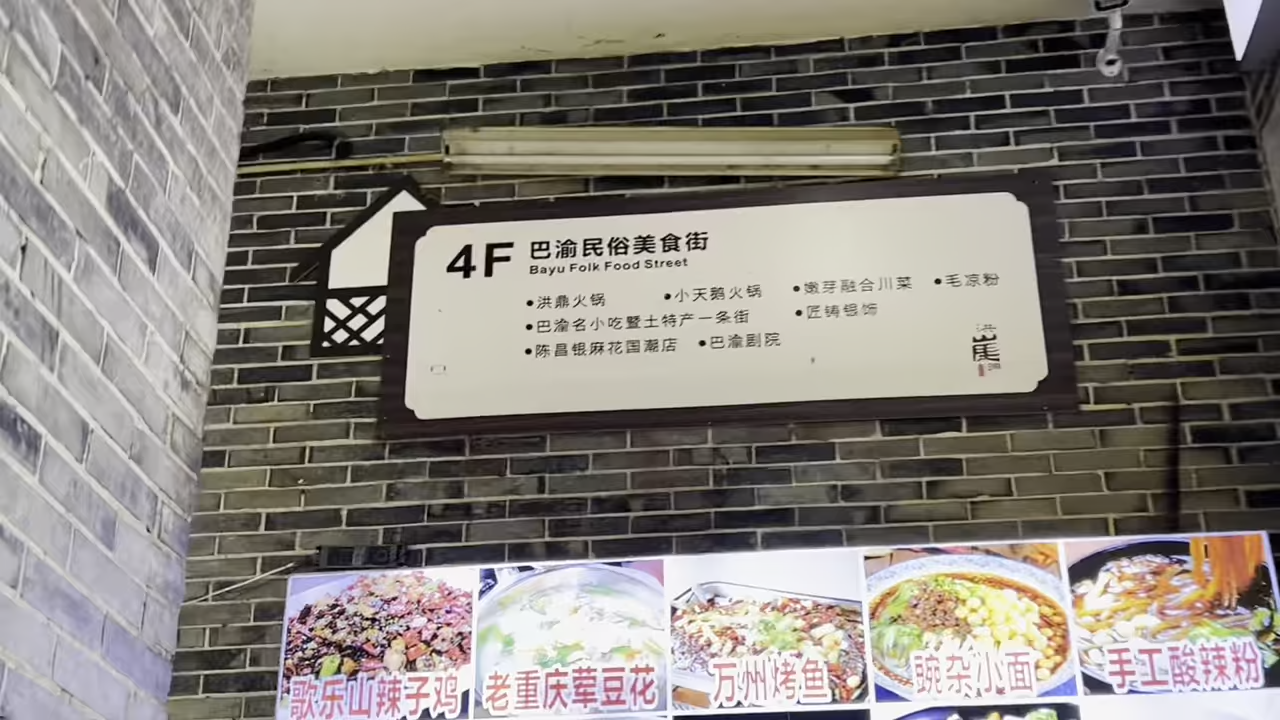 4F 巴渝民俗美食街
Bayu Folk Food Street
●洪鼎火锅 ●小天鹅火锅 ●嫩芽融合川菜 ●毛凉粉
●巴渝名小吃暨土特产一条街 ●匠铸银饰
●陈昌银麻花国潮店 ●巴渝剧院
歌乐山辣子鸡 老重庆荤豆花 万州烤鱼 豌杂小面 手工酸辣粉